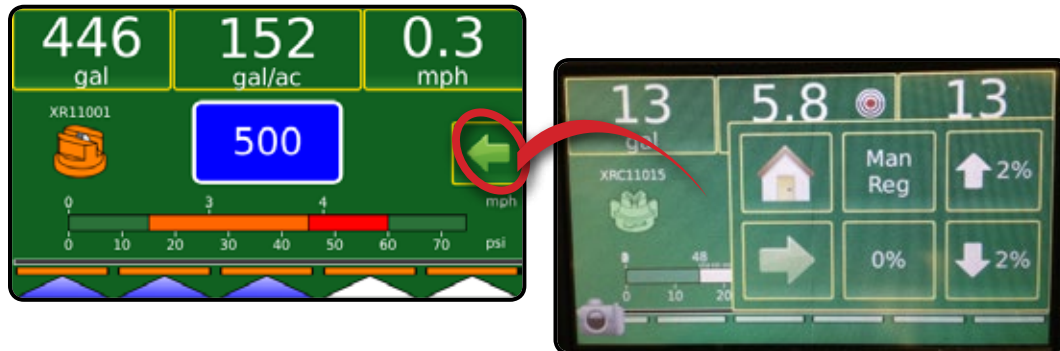 446 152 0.3
gal gal/ac mph
XR11001
500
0 3 4 mph
0 10 20 30 40 50 60 70 psi
13 5.8 13
gal
XRC11015
Man
Reg
2%
0% 2%
0 48
0 10 20